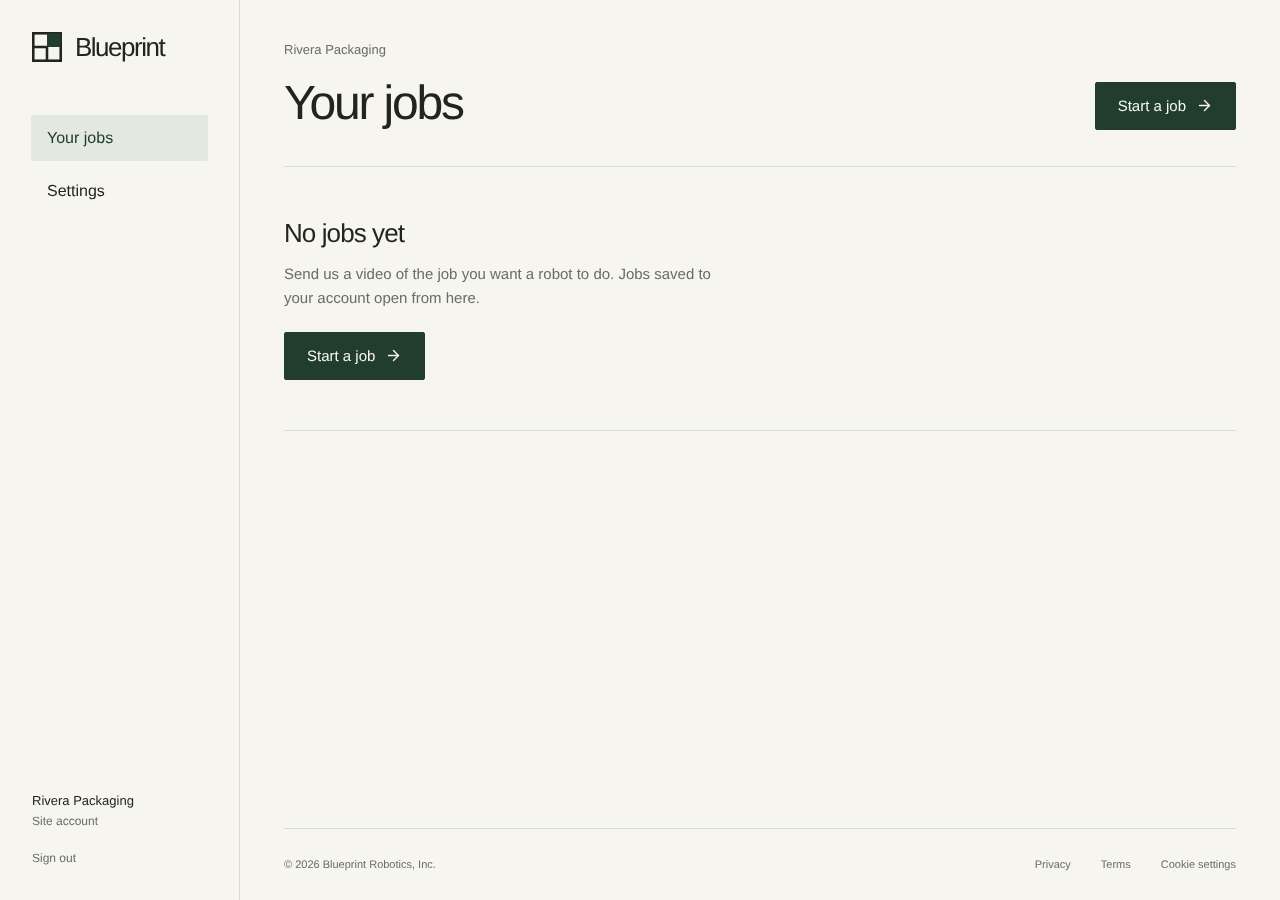 Blueprint
Your jobs
Settings
Rivera Packaging
Site account
Sign out
Rivera Packaging
Your jobs
Start a job
No jobs yet
Send us a video of the job you want a robot to do. Jobs saved to
your account open from here.
Start a job
© 2026 Blueprint Robotics, Inc.
Privacy
Terms
Cookie settings